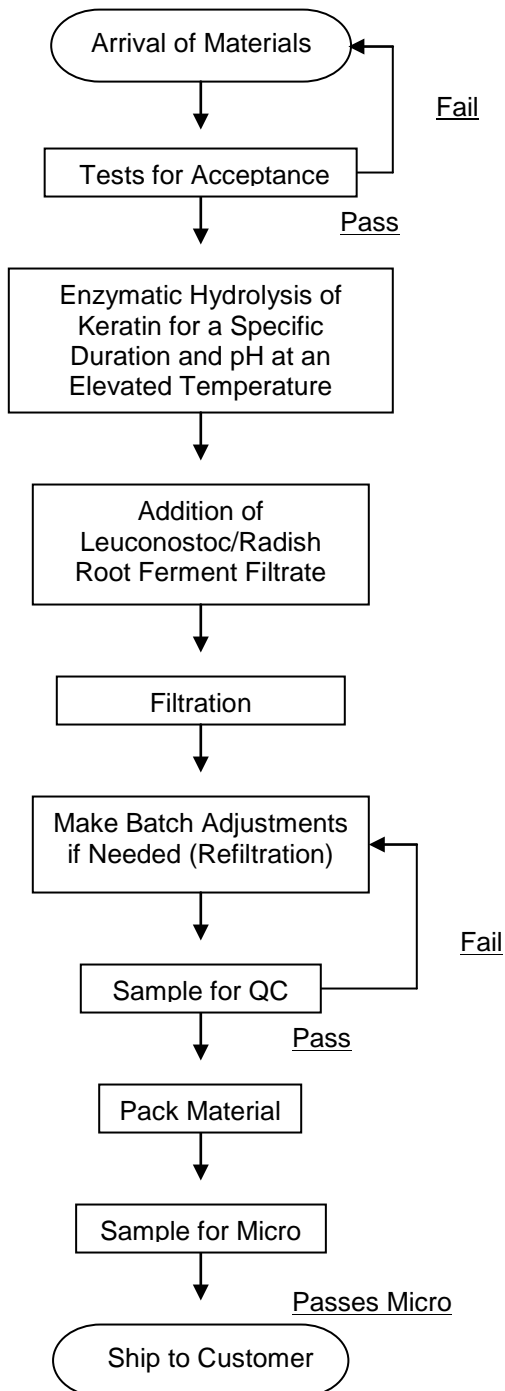 Arrival of Materials
Fail
Tests for Acceptance
Pass
Enzymatic Hydrolysis of
Keratin for a Specific
Duration and pH at an
Elevated Temperature
Addition of
Leuconostoc/Radish
Root Ferment Filtrate
Filtration
Make Batch Adjustments
if Needed (Refiltration)
Fail
Sample for QC
Pass
Pack Material
Sample for Micro
Passes Micro
Ship to Customer